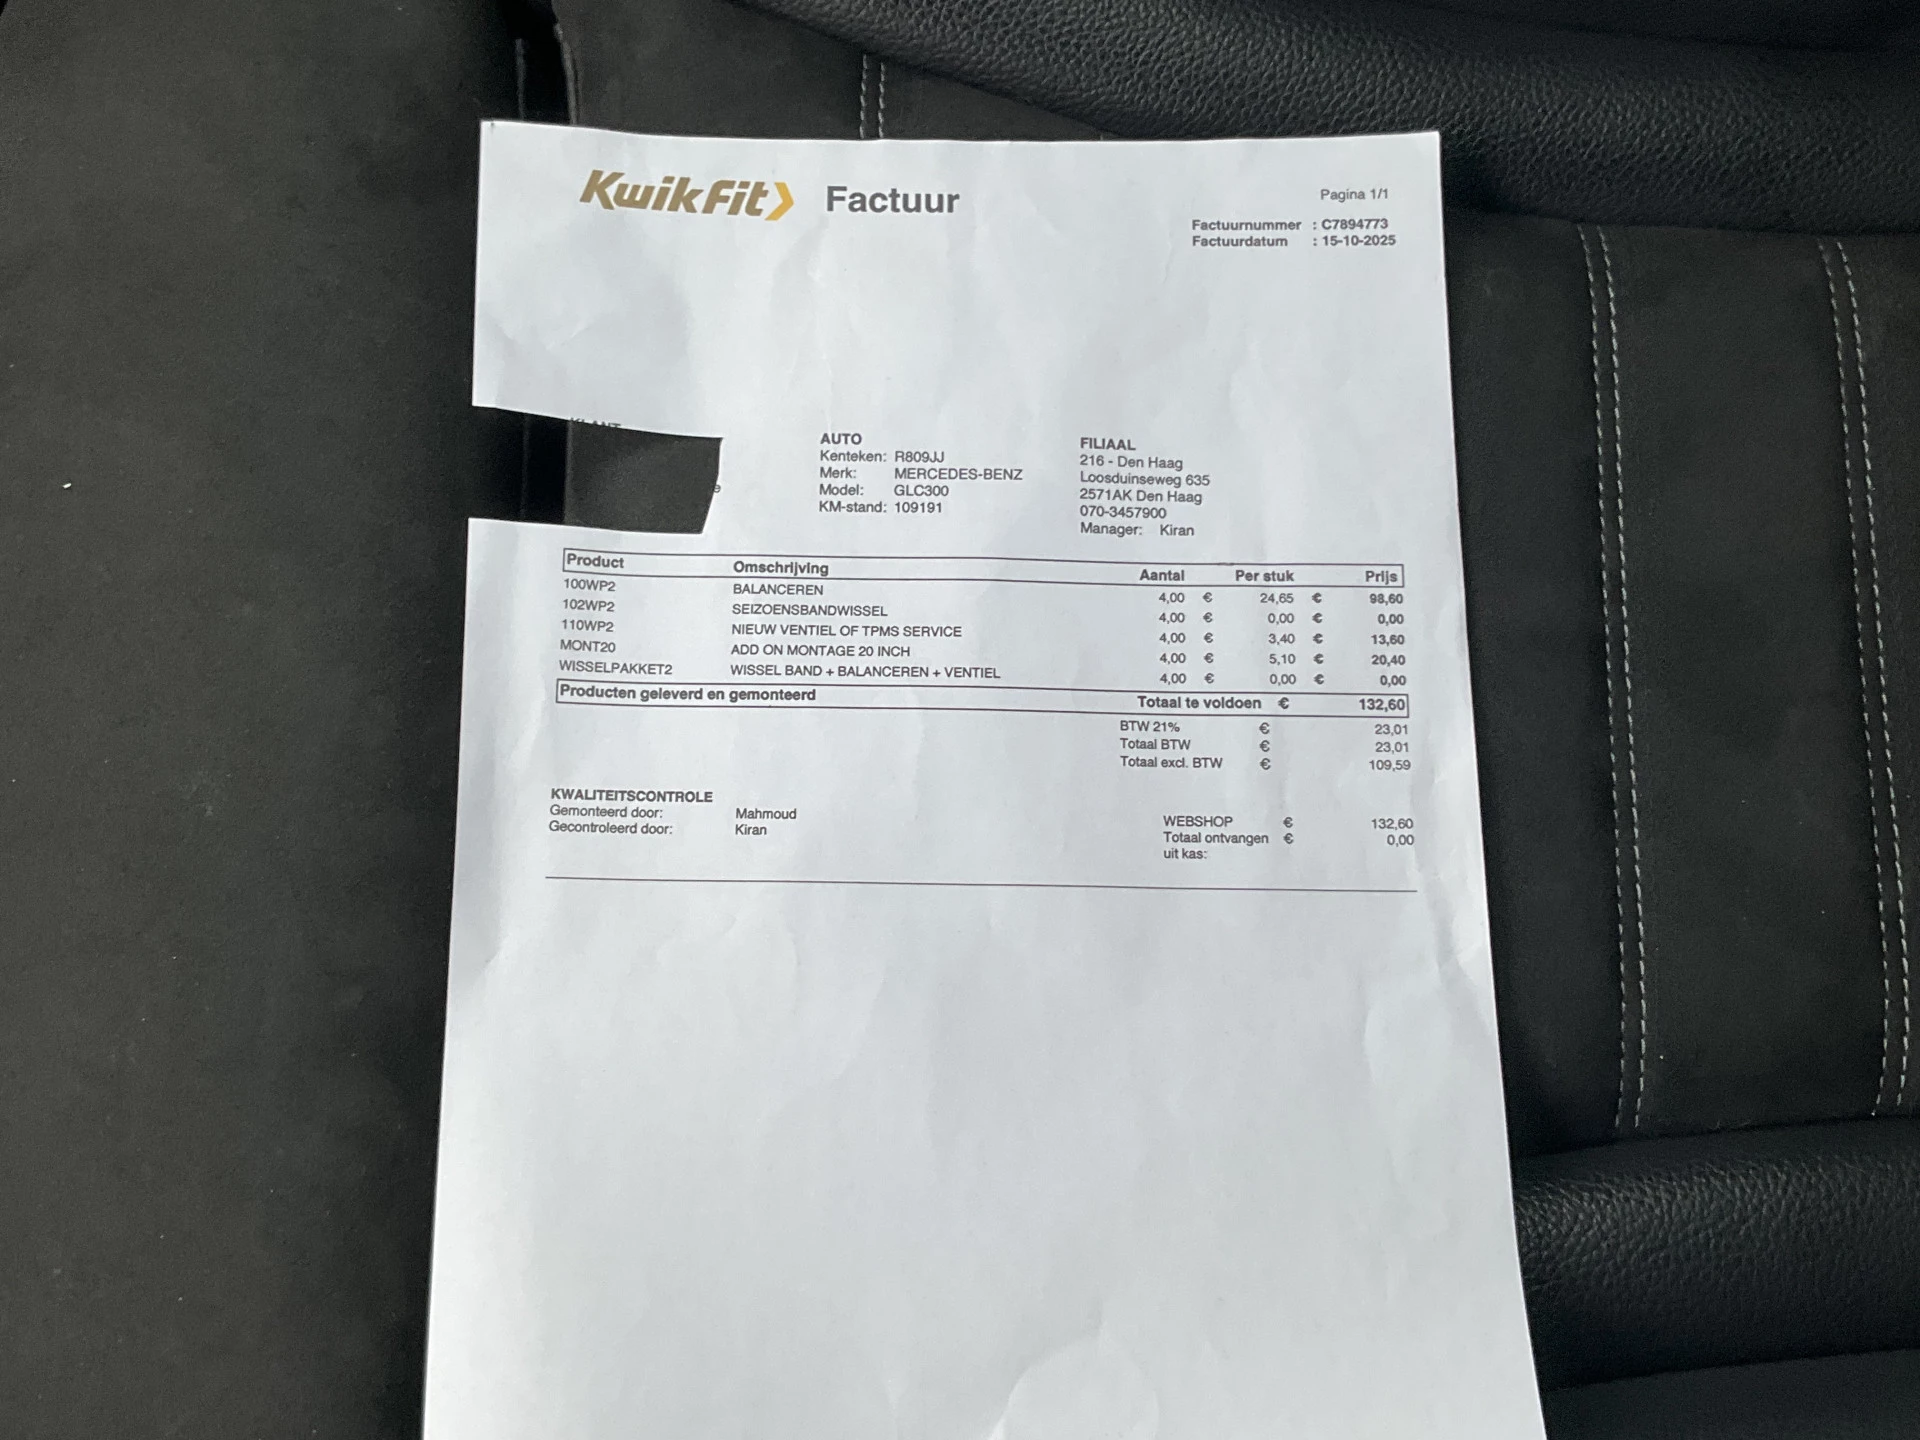 KwikFit Factuur
Pagina 1/1
Factuurnummer : C7894773
Factuurdatum : 15-10-2025
AUTO
Kenteken: R809JJ
Merk: MERCEDES-BENZ
Model: GLC300
KM-stand: 109191
FILIAAL
216 - Den Haag
Loosduinseweg 635
2571AK Den Haag
070-3457900
Manager: Kiran
Product Omschrijving Aantal Per stuk Prijs
100WP2 BALANCEREN 4,00 € 24,65 € 98,60
102WP2 SEIZOENSBANDWISSEL 4,00 € 0,00 € 0,00
110WP2 NIEUW VENTIEL OF TPMS SERVICE 4,00 € 3,40 € 13,60
MONT20 ADD ON MONTAGE 20 INCH 4,00 € 5,10 € 20,40
WISSELPAKKET2 WISSEL BAND + BALANCEREN + VENTIEL 4,00 € 0,00 € 0,00
Producten geleverd en gemonteerd Totaal te voldoen € 132,60
BTW 21% € 23,01
Totaal BTW € 23,01
Totaal excl. BTW € 109,59
KWALITEITSCONTROLE
Gemonteerd door: Mahmoud
Gecontroleerd door: Kiran
WEBSHOP € 132,60
Totaal ontvangen € 0,00
uit kas: